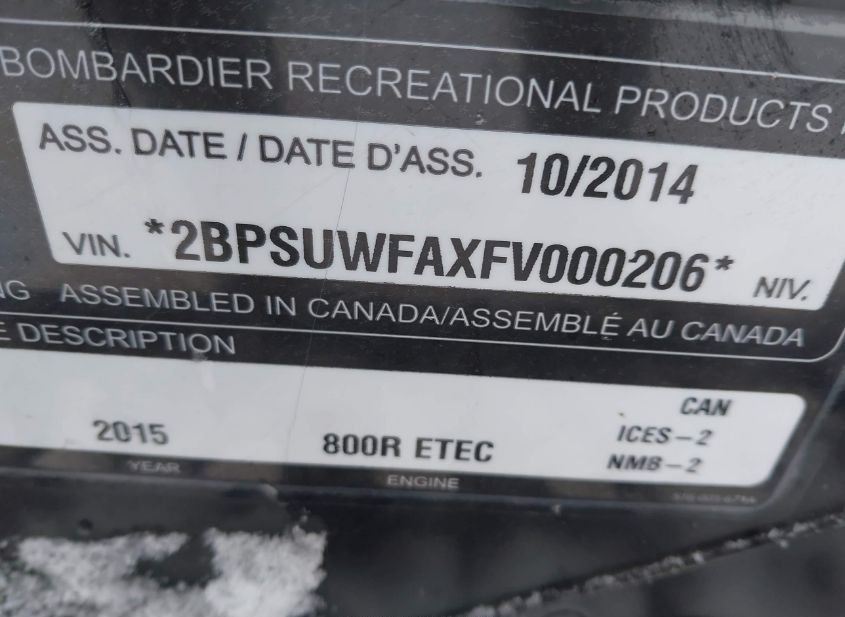 BOMBARDIER RECREATIONAL PRODUCTS
ASS. DATE / DATE D'ASS. 10/2014
VIN. *2BPSUWFAXFV000206* NIV.
NG ASSEMBLED IN CANADA/ASSEMBLÉ AU CANADA
E DESCRIPTION
CAN
2015 800R ETEC ICES-2
NMB-2
YEAR ENGINE